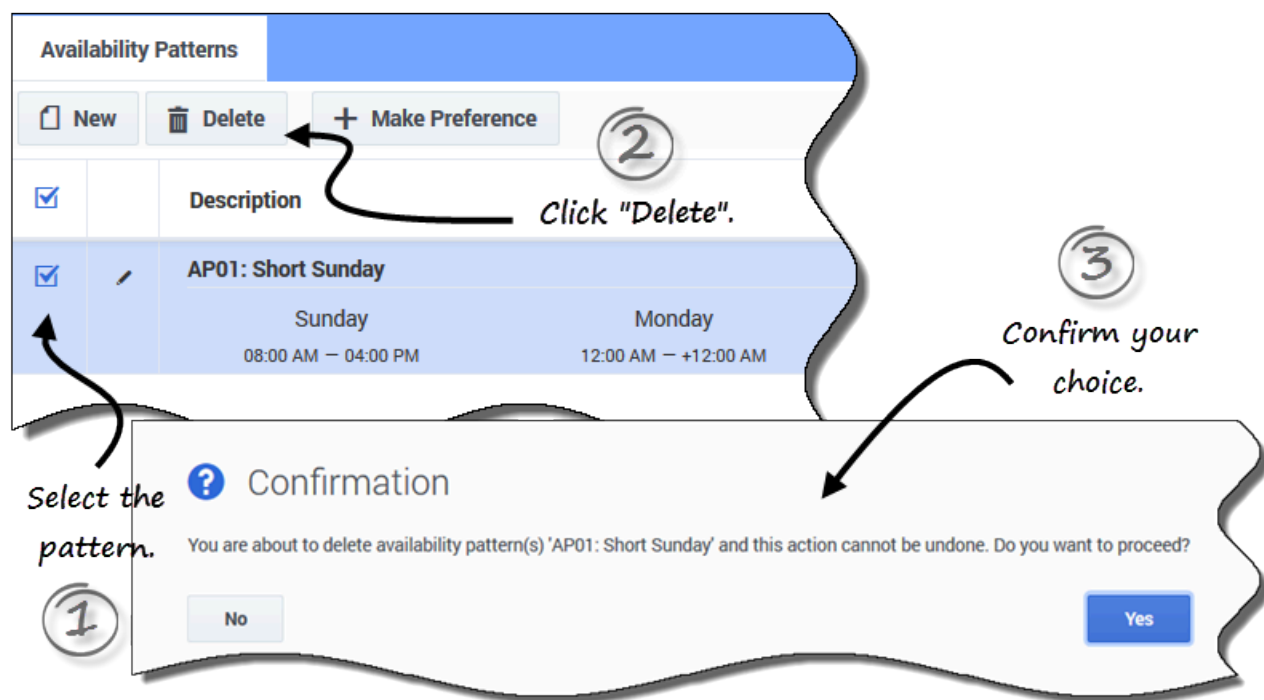 Availability Patterns
New Delete + Make Preference
2
Description
Click "Delete".
AP01: Short Sunday
3
Sunday Monday
Confirm your
08:00 AM — 04:00 PM 12:00 AM — +12:00 AM
choice.
? Confirmation
Select the
pattern.
You are about to delete availability pattern(s) 'AP01: Short Sunday' and this action cannot be undone. Do you want to proceed?
1
No Yes